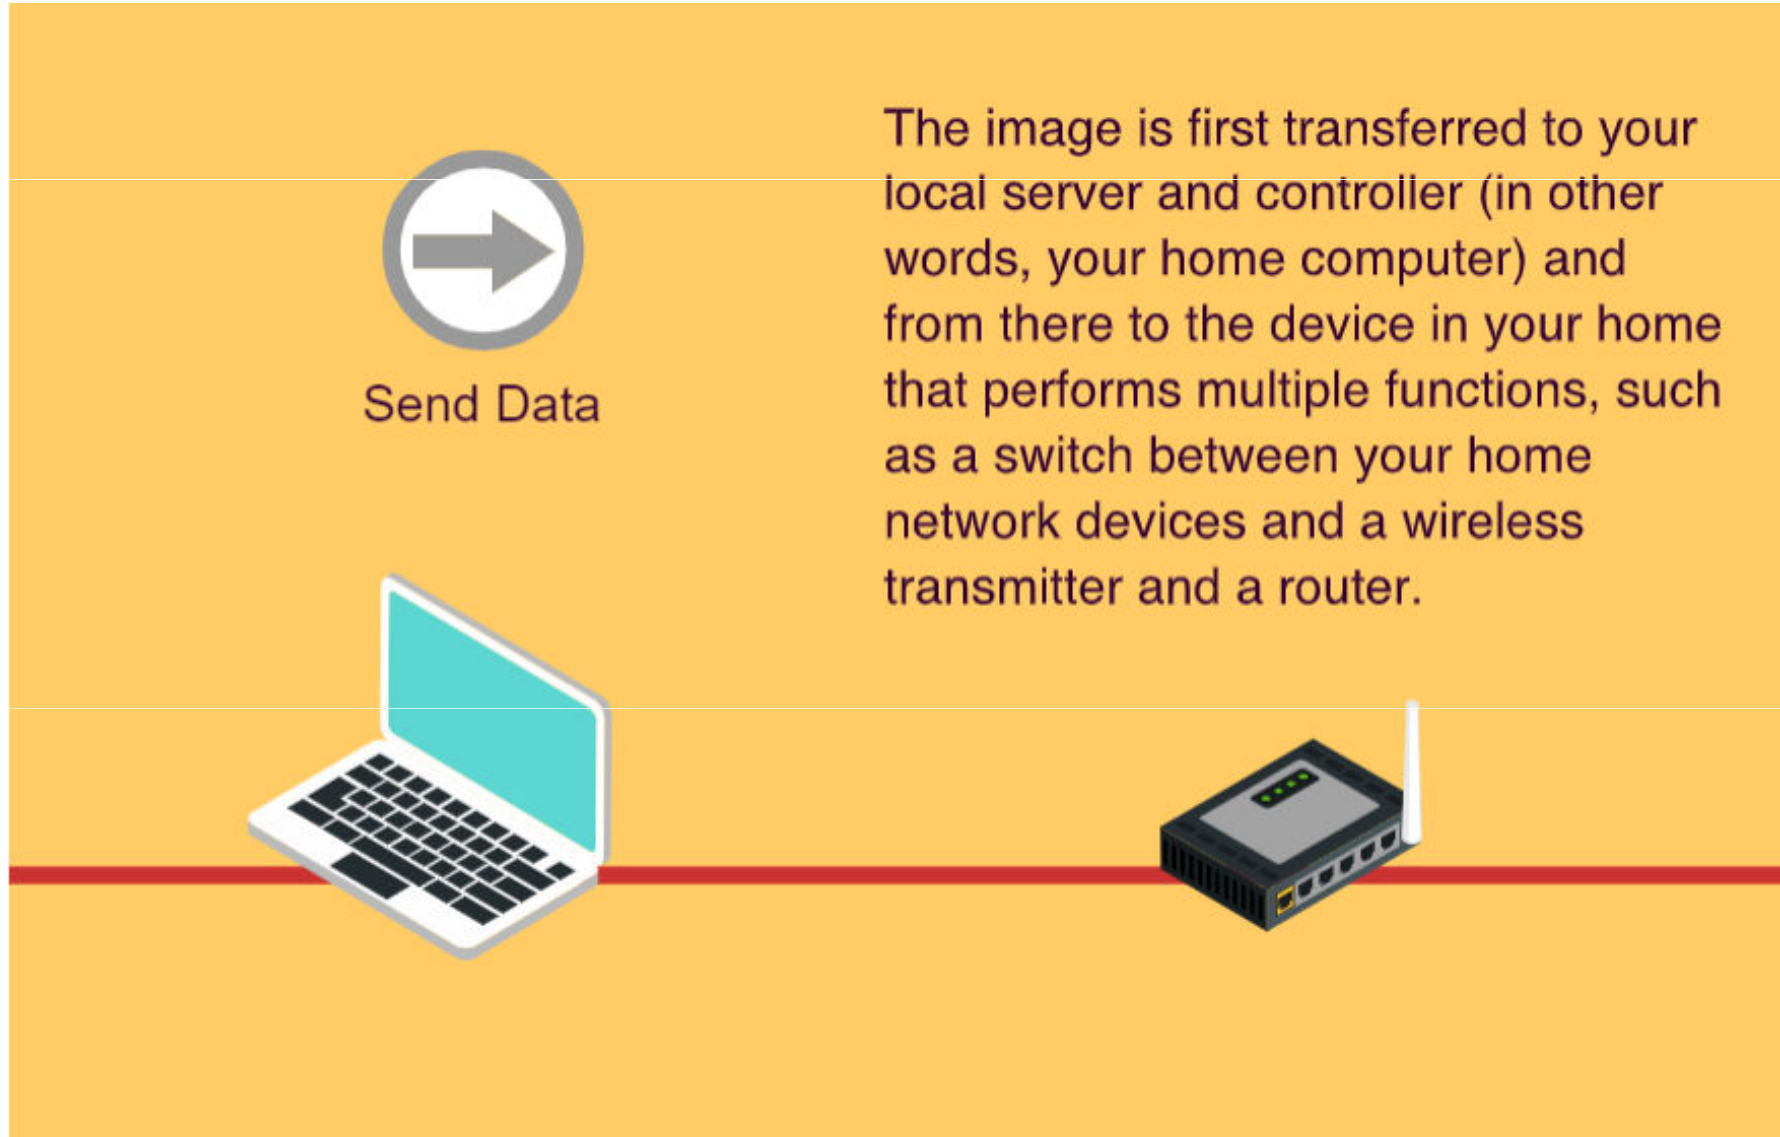 The image is first transferred to your
local server and controller (in other
words, your home computer) and
from there to the device in your home
that performs multiple functions, such
as a switch between your home
network devices and a wireless
transmitter and a router.
Send Data